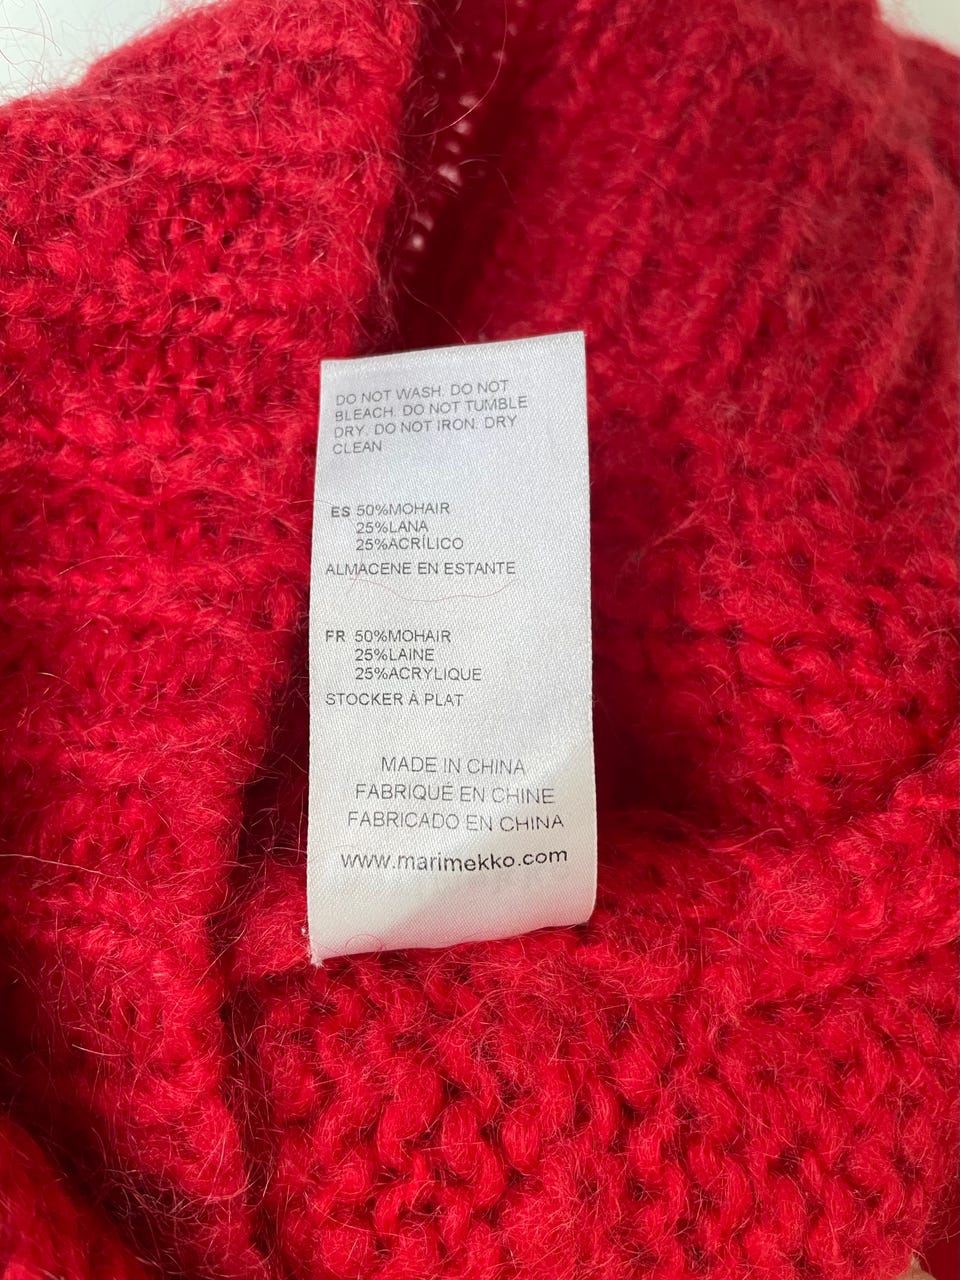 DO NOT WASH. DO NOT
BLEACH. DO NOT TUMBLE
DRY. DO NOT IRON. DRY
CLEAN
ES 50%MOHAIR
25%LANA
25%ACRÍLICO
ALMACENE EN ESTANTE
FR 50%MOHAIR
25%LAINE
25%ACRYLIQUE
STOCKER À PLAT
MADE IN CHINA
FABRIQUÉ EN CHINE
FABRICADO EN CHINA
www.marimekko.com